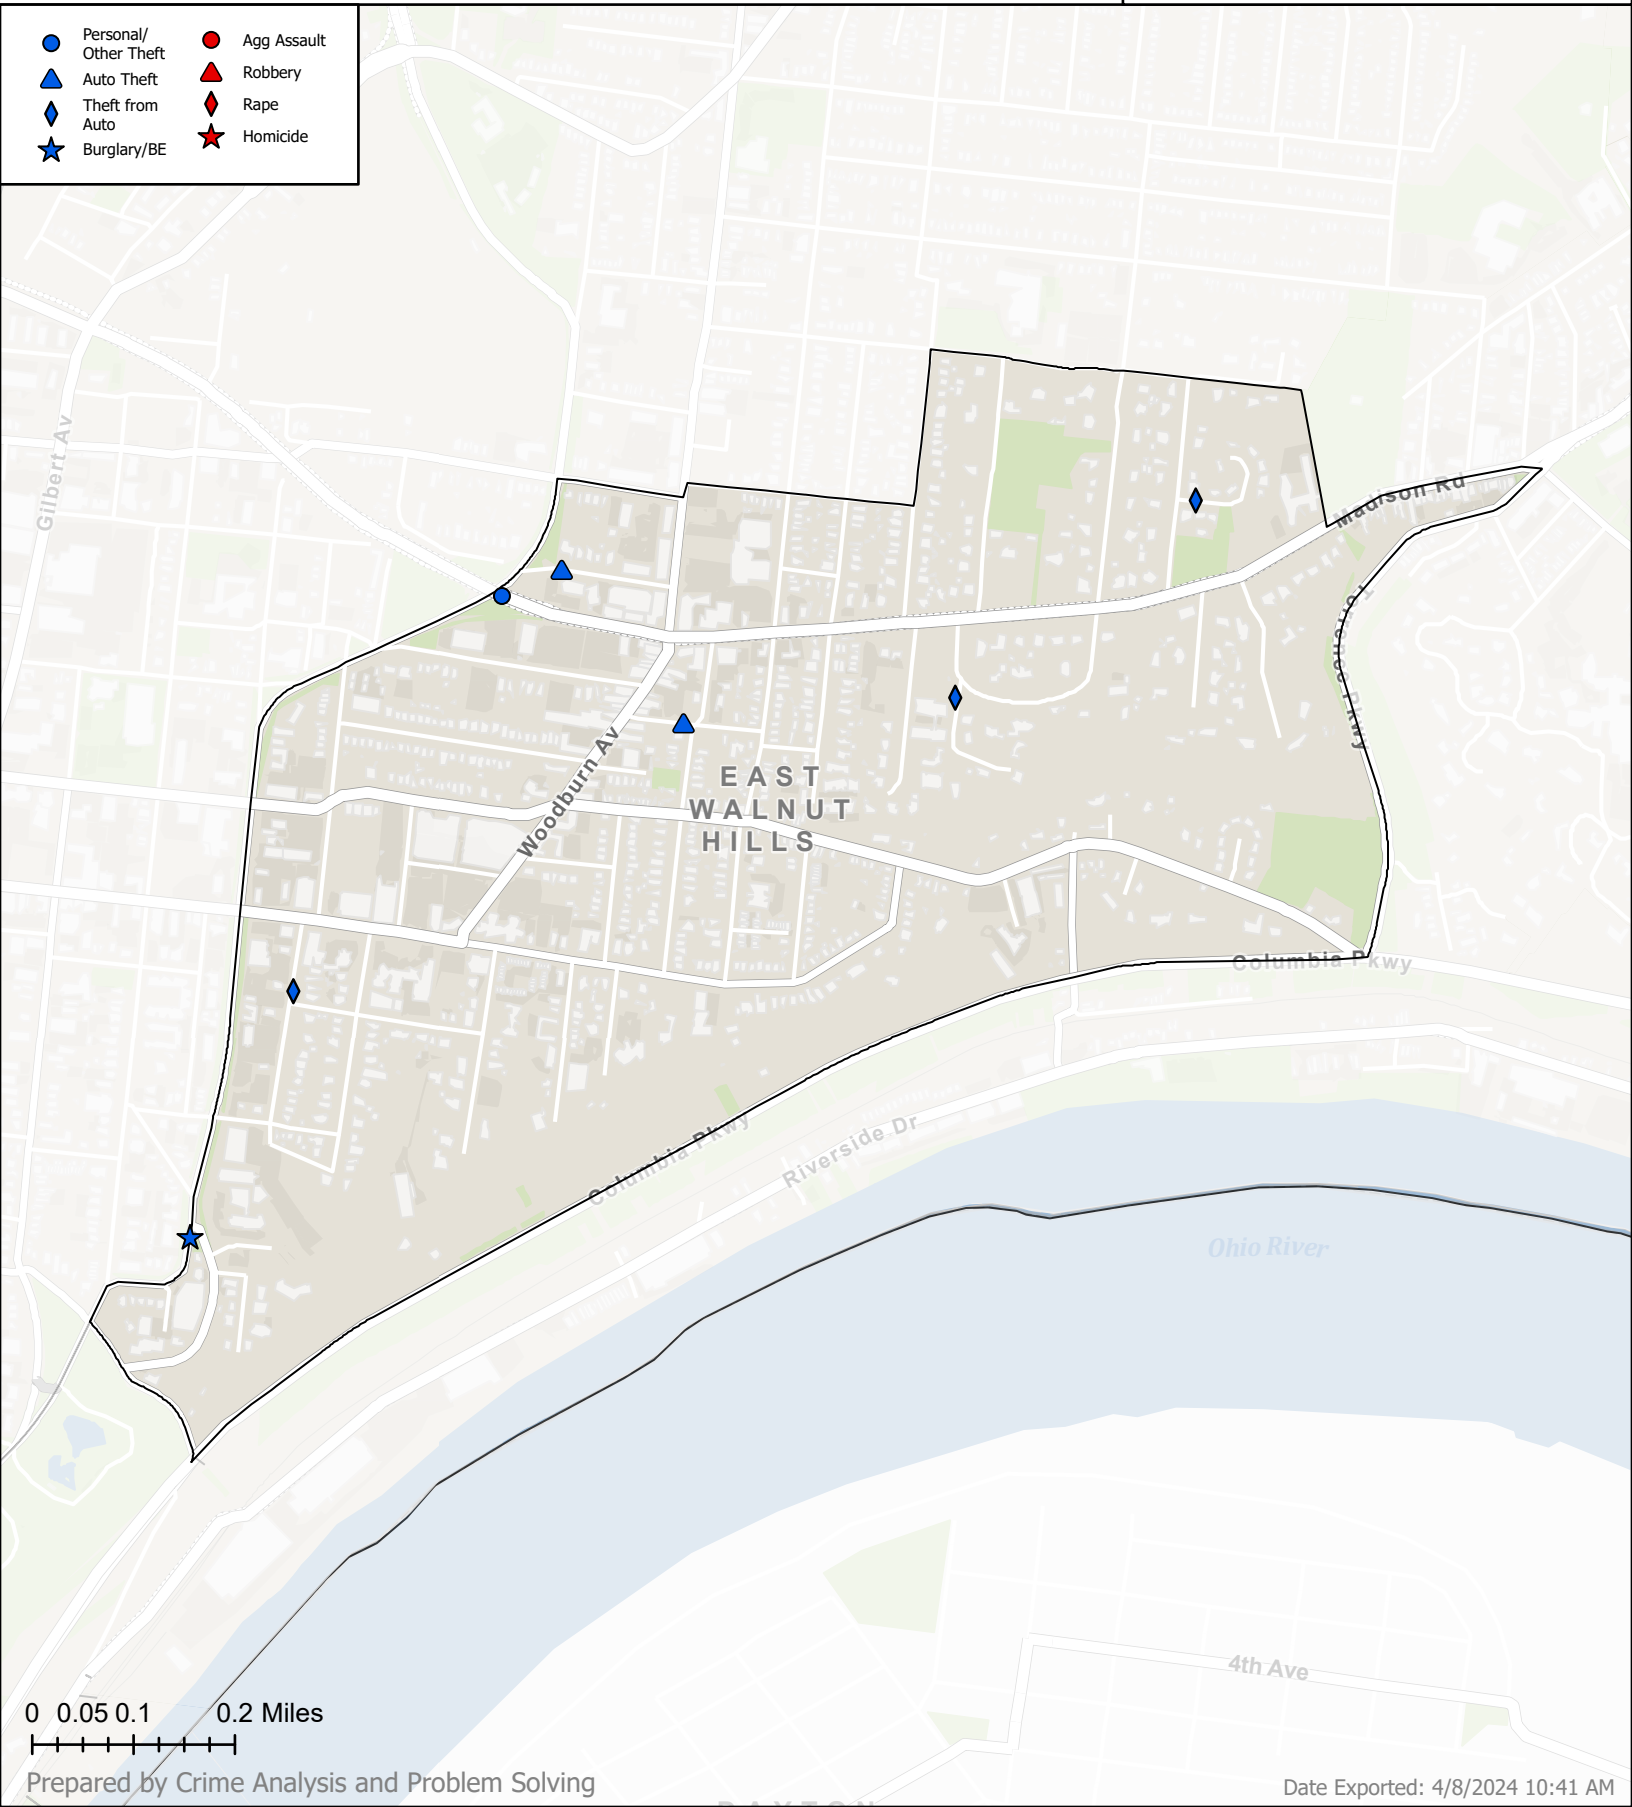 Personal/
Other Theft
Auto Theft
Theft from
Auto
Burglary/BE
Agg Assault
Robbery
Rape
Homicide
Gilbert Av
Madison Rd
Torrence Pkwy
Woodburn Av
EAST
WALNUT
HILLS
Columbia Pkwy
Columbia Pkwy
Riverside Dr
Ohio River
4th Ave
0 0.05 0.1 0.2 Miles
Prepared by Crime Analysis and Problem Solving
Date Exported: 4/8/2024 10:41 AM
DAYTON